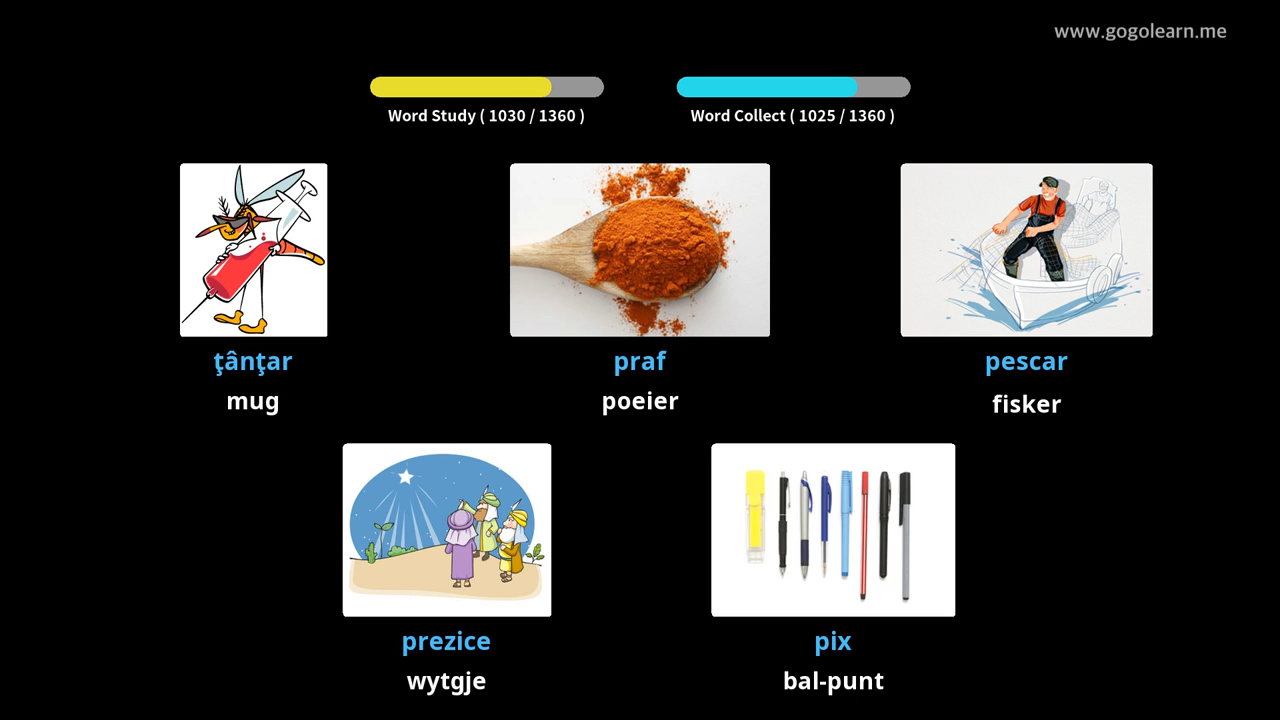 www.gogolearn.me
Word Study ( 1030 / 1360 )
Word Collect ( 1025 / 1360 )
ţânţar
praf
pescar
mug
poeier
fisker
prezice
pix
wytgje
bal-punt